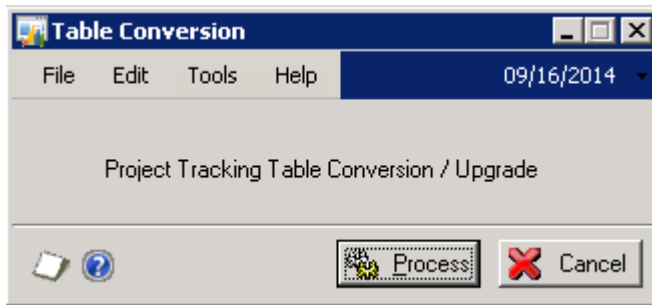 Table Conversion
File Edit Tools Help 09/16/2014
Project Tracking Table Conversion / Upgrade
Process Cancel